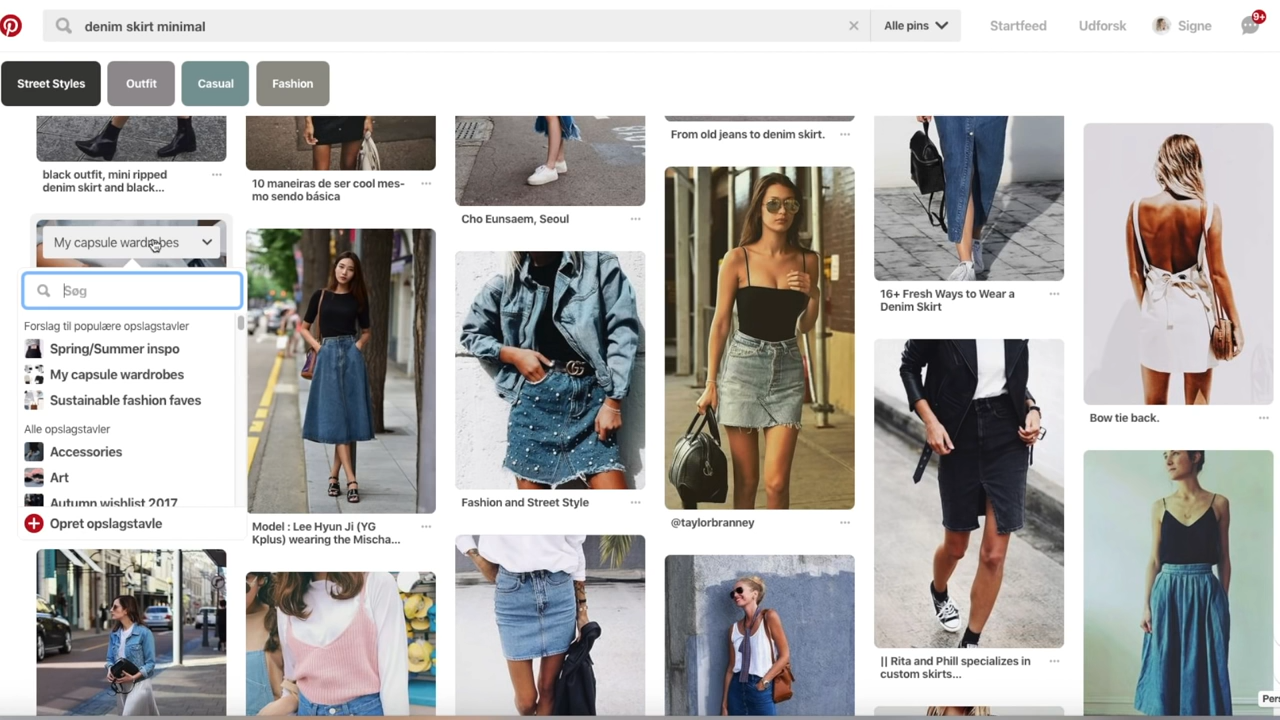 denim skirt minimal
Alle pins
Startfeed
Udforsk
Signe
9+
Street Styles
Outfit
Casual
Fashion
black outfit, mini ripped
denim skirt and black...
My capsule wardrobes
Søg
Forslag til populære opslagstavler
Spring/Summer inspo
My capsule wardrobes
Sustainable fashion faves
Alle opslagstavler
Accessories
Art
Autumn wishlist 2017
Opret opslagstavle
10 maneiras de ser cool mes-
mo sendo básica
Model : Lee Hyun Ji (YG
Kplus) wearing the Mischa...
Cho Eunsaem, Seoul
Fashion and Street Style
From old jeans to denim skirt.
@taylorbranney
16+ Fresh Ways to Wear a
Denim Skirt
|| Rita and Phill specializes in
custom skirts...
Bow tie back.